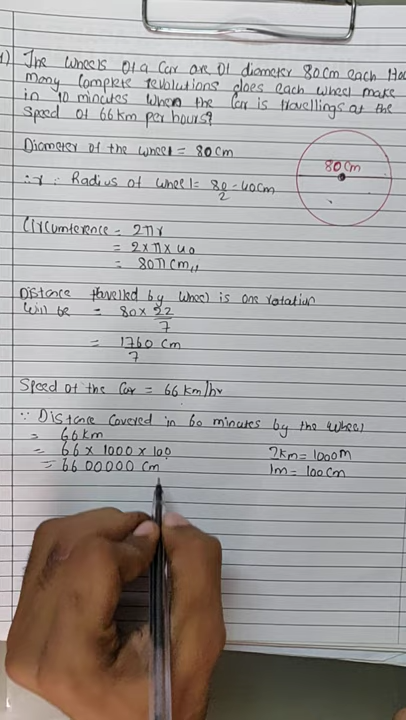 1) The wheels of a car are of diameter 80cm each
many complete revolutions does each wheel make
in 10 minutes when the car is travellings at the
speed of 66 km per hours?
Diameter of the wheel = 80cm
80 cm
∴ r : Radius of wheel = 80/2 = 40cm
Circumference = 2πr
= 2 × π × 40
= 80π cm,,
Distance travelled by wheel is one rotation
will be = 80 × 22/7
= 1760/7 cm
Speed of the car = 66 km/hr
∵ Distance Covered in 60 minutes by the wheel
= 66km
= 66 × 1000 × 100
1km = 1000m
= 6600000 cm
1m = 100cm